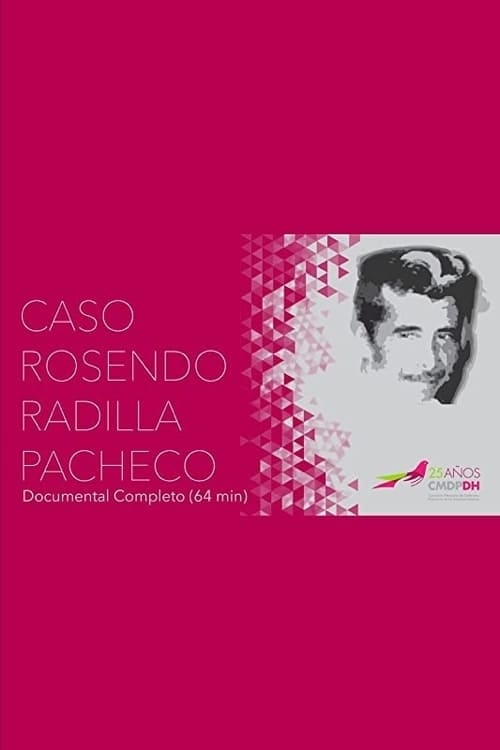 CASO
ROSENDO
RADILLA
PACHECO
Documental Completo (64 min)
25 AÑOS
CMDPDH